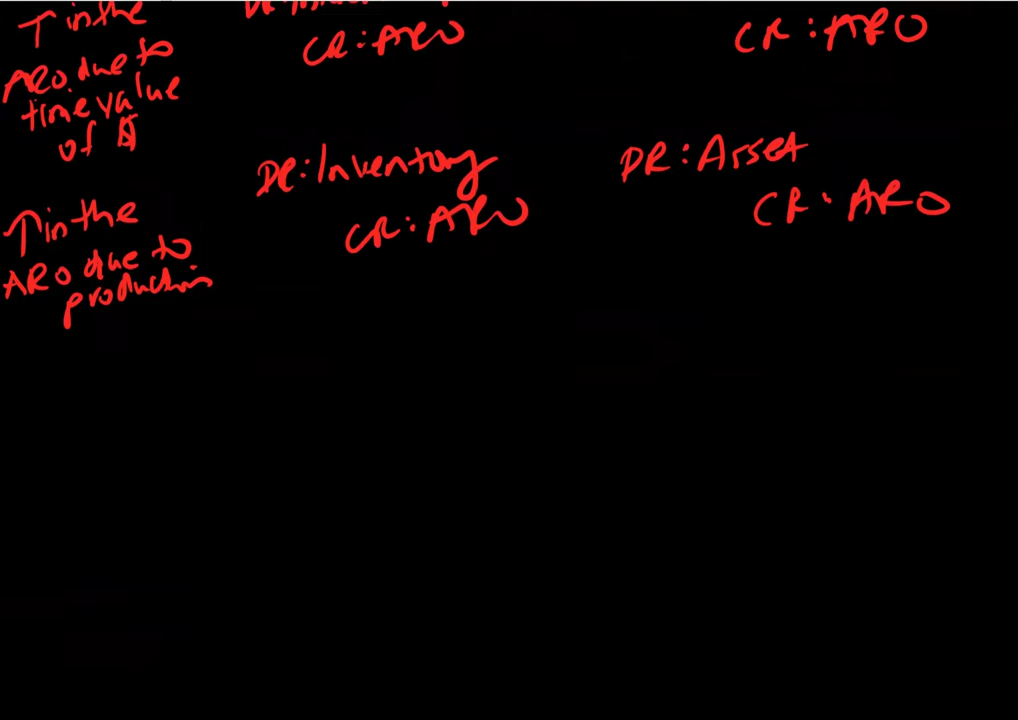 ↑ in the
ARO due to
time value
of $
CR: ARO
CR: ARO
↑ in the
ARO due to
production
DR: Inventory
CR: ARO
DR: Asset
CR: ARO